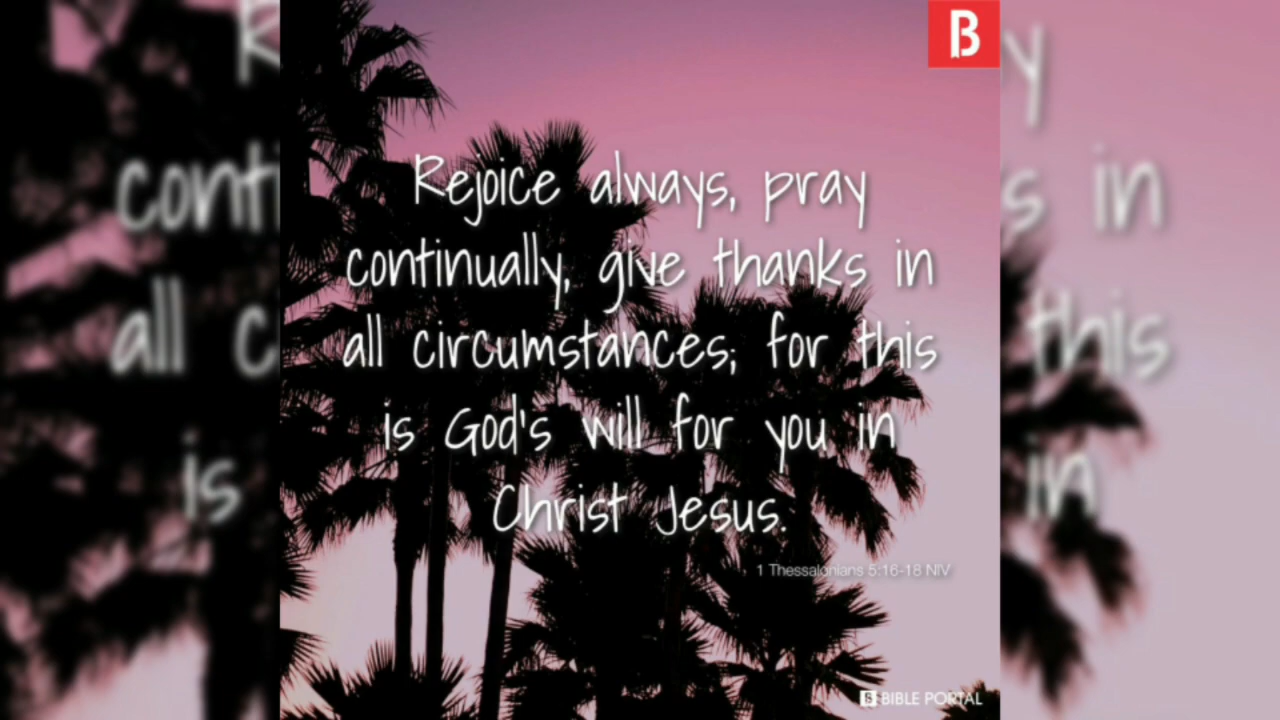 B
Rejoice always, pray
continually, give thanks in
all circumstances; for this
is God's will for you in
Christ Jesus.
1 Thessalonians 5:16-18 NIV
BIBLE PORTAL